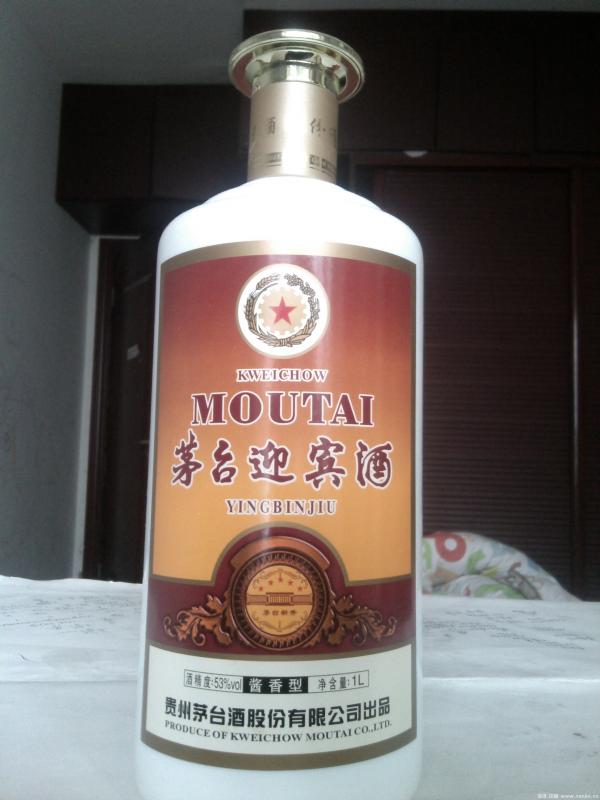 KWEICHOW
MOUTAI
茅台迎宾酒
YINGBINJIU
酒精度:53%vol 酱香型 净含量:1L
贵州茅台酒股份有限公司出品
PRODUCE OF KWEICHOW MOUTAI CO.,LTD.